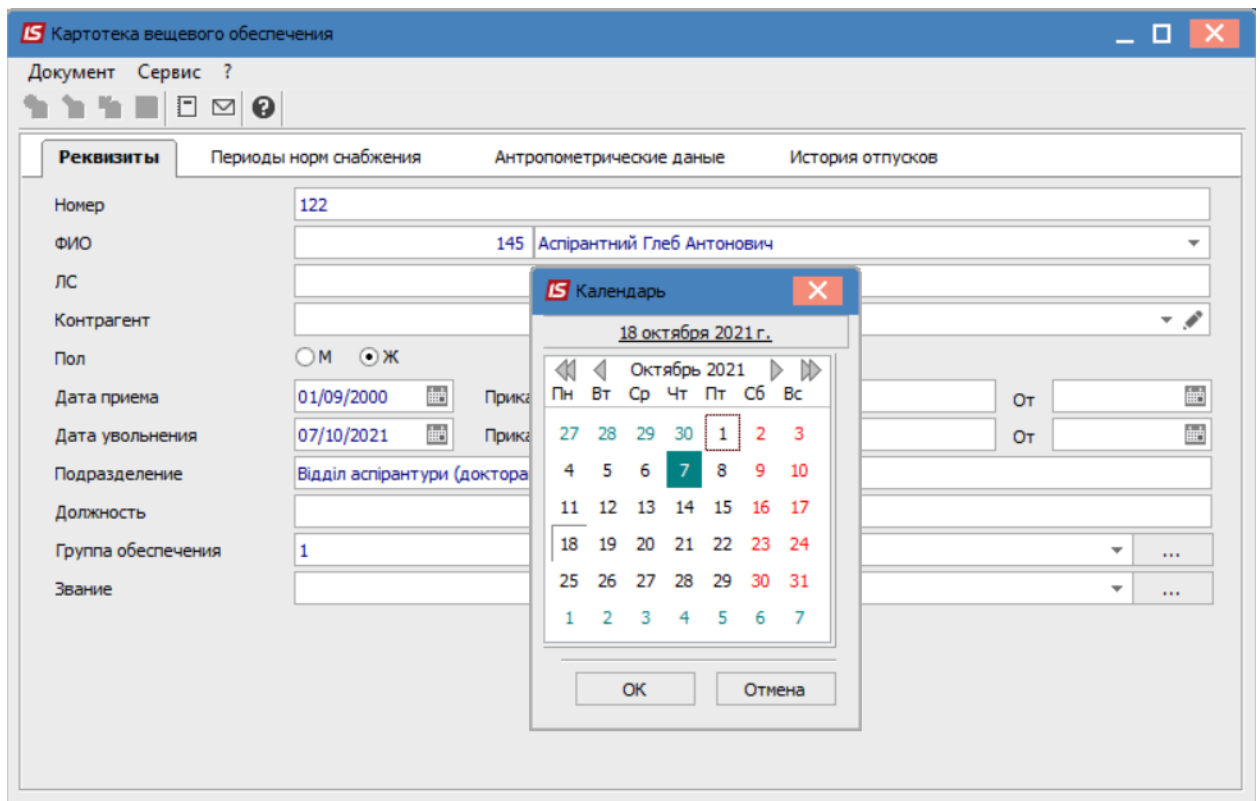 IS Картотека вещевого обеспечения
Документ Сервис ?
Реквизиты Периоды норм снабжения Антропометрические даные История отпусков
Номер 122
ФИО 145 Аспірантний Глеб Антонович
ЛС
Контрагент
Пол М Ж
Дата приема 01/09/2000 От
Дата увольнения 07/10/2021 От
Подразделение Відділ аспірантури
Должность
Группа обеспечения 1 ...
Звание ...
IS Календарь
18 октября 2021 г.
Октябрь 2021
Пн Вт Ср Чт Пт Сб Вс
27 28 29 30 1 2 3
4 5 6 7 8 9 10
11 12 13 14 15 16 17
18 19 20 21 22 23 24
25 26 27 28 29 30 31
1 2 3 4 5 6 7
OK Отмена